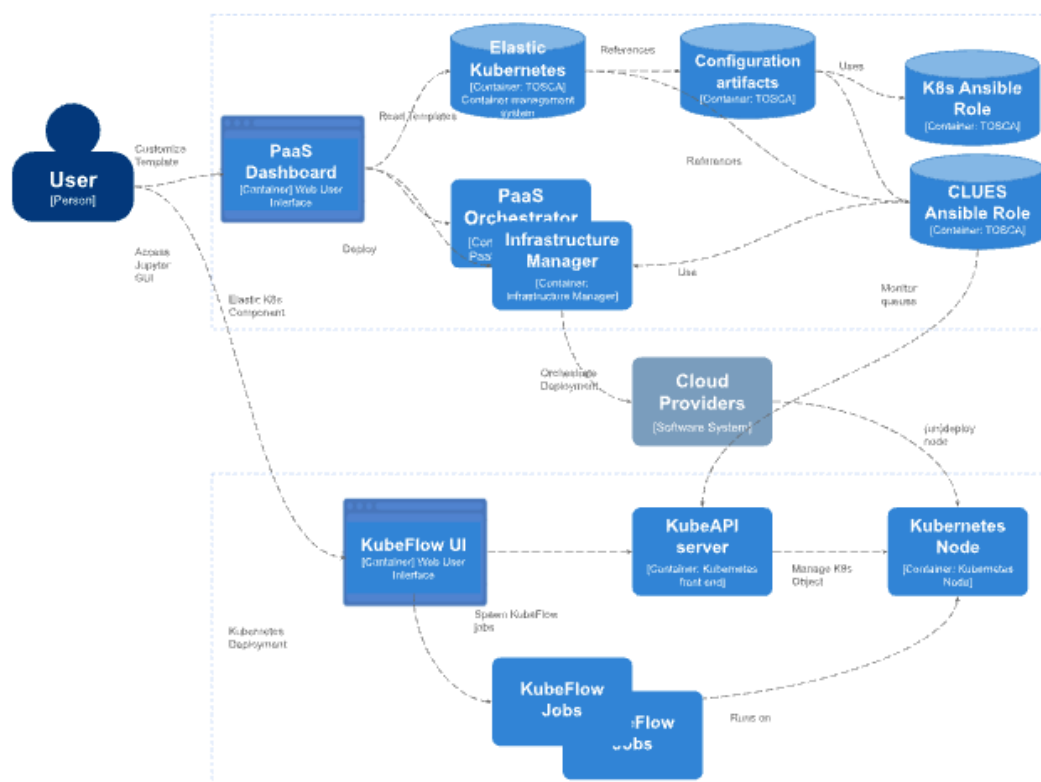 Elastic
Kubernetes
[Container: TOSCA]
Container management
system
References
Configuration
artifacts
[Container: TOSCA]
Uses
K8s Ansible
Role
[Container: TOSCA]
Read Templates
Customize
Template
PaaS
Dashboard
[Container] Web User
Interface
User
[Person]
References
CLUES
Ansible Role
[Container: TOSCA]
PaaS
Orchestrator
Infrastructure
Manager
[Container:
Infrastructure Manager]
Deploy
Use
Access
Jupyter
GUI
Elastic K8s
Component
Monitor
queues
Orchestrate
Deployment
Cloud
Providers
[Software System]
(un)deploy
node
KubeFlow UI
[Container] Web User
Interface
KubeAPI
server
[Container: Kubernetes
front end]
Manage K8s
Object
Kubernetes
Node
[Container: Kubernetes
Node]
Spawn KubeFlow
jobs
Kubernetes
Deployment
KubeFlow
Jobs
Runs on